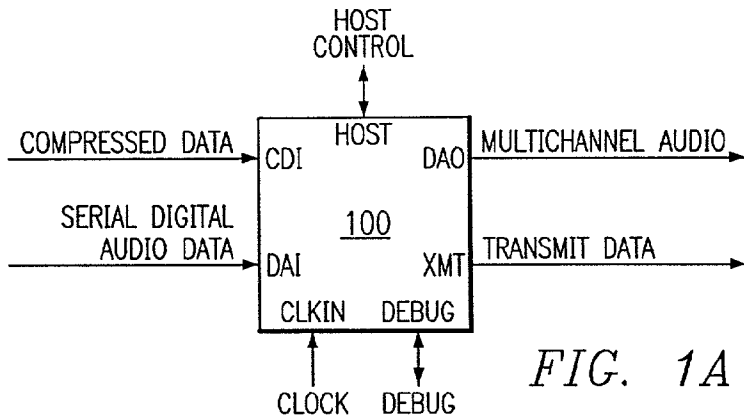 HOST
CONTROL
COMPRESSED DATA
HOST
CDI
DAO
MULTICHANNEL AUDIO
SERIAL DIGITAL
AUDIO DATA
100
DAI
XMT
TRANSMIT DATA
CLKIN
DEBUG
CLOCK
DEBUG
FIG. 1A